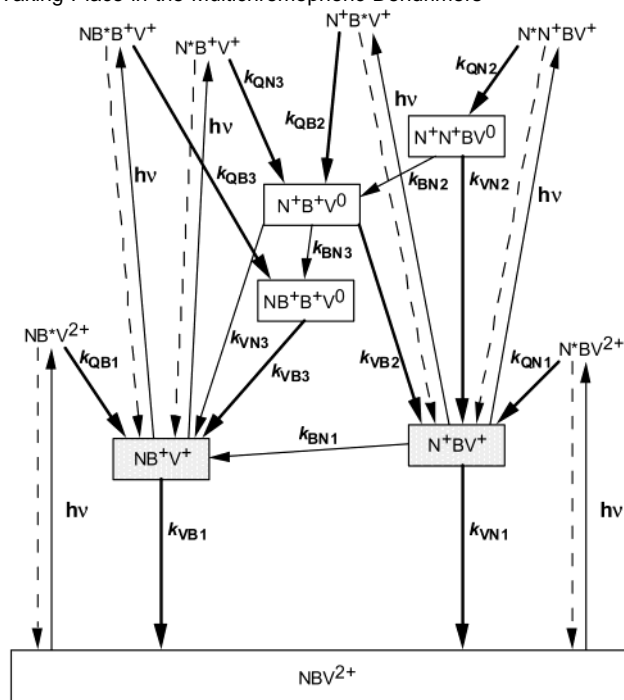 Taking Place in the Multichromophoric Dendrimers
NB*B+V+
N*B+V+
N+B*V+
N*N+BV+
kQN3
kQB2
hν
kQN2
hν
hν
kQB3
N+N+BV0
kBN2
kVN2
hν
N+B+V0
kBN3
NB+B+V0
kVN3
kVB3
kVB2
NB*V2+
kQB1
N*BV2+
kQN1
NB+V+
kBN1
N+BV+
hν
kVB1
kVN1
hν
NBV2+